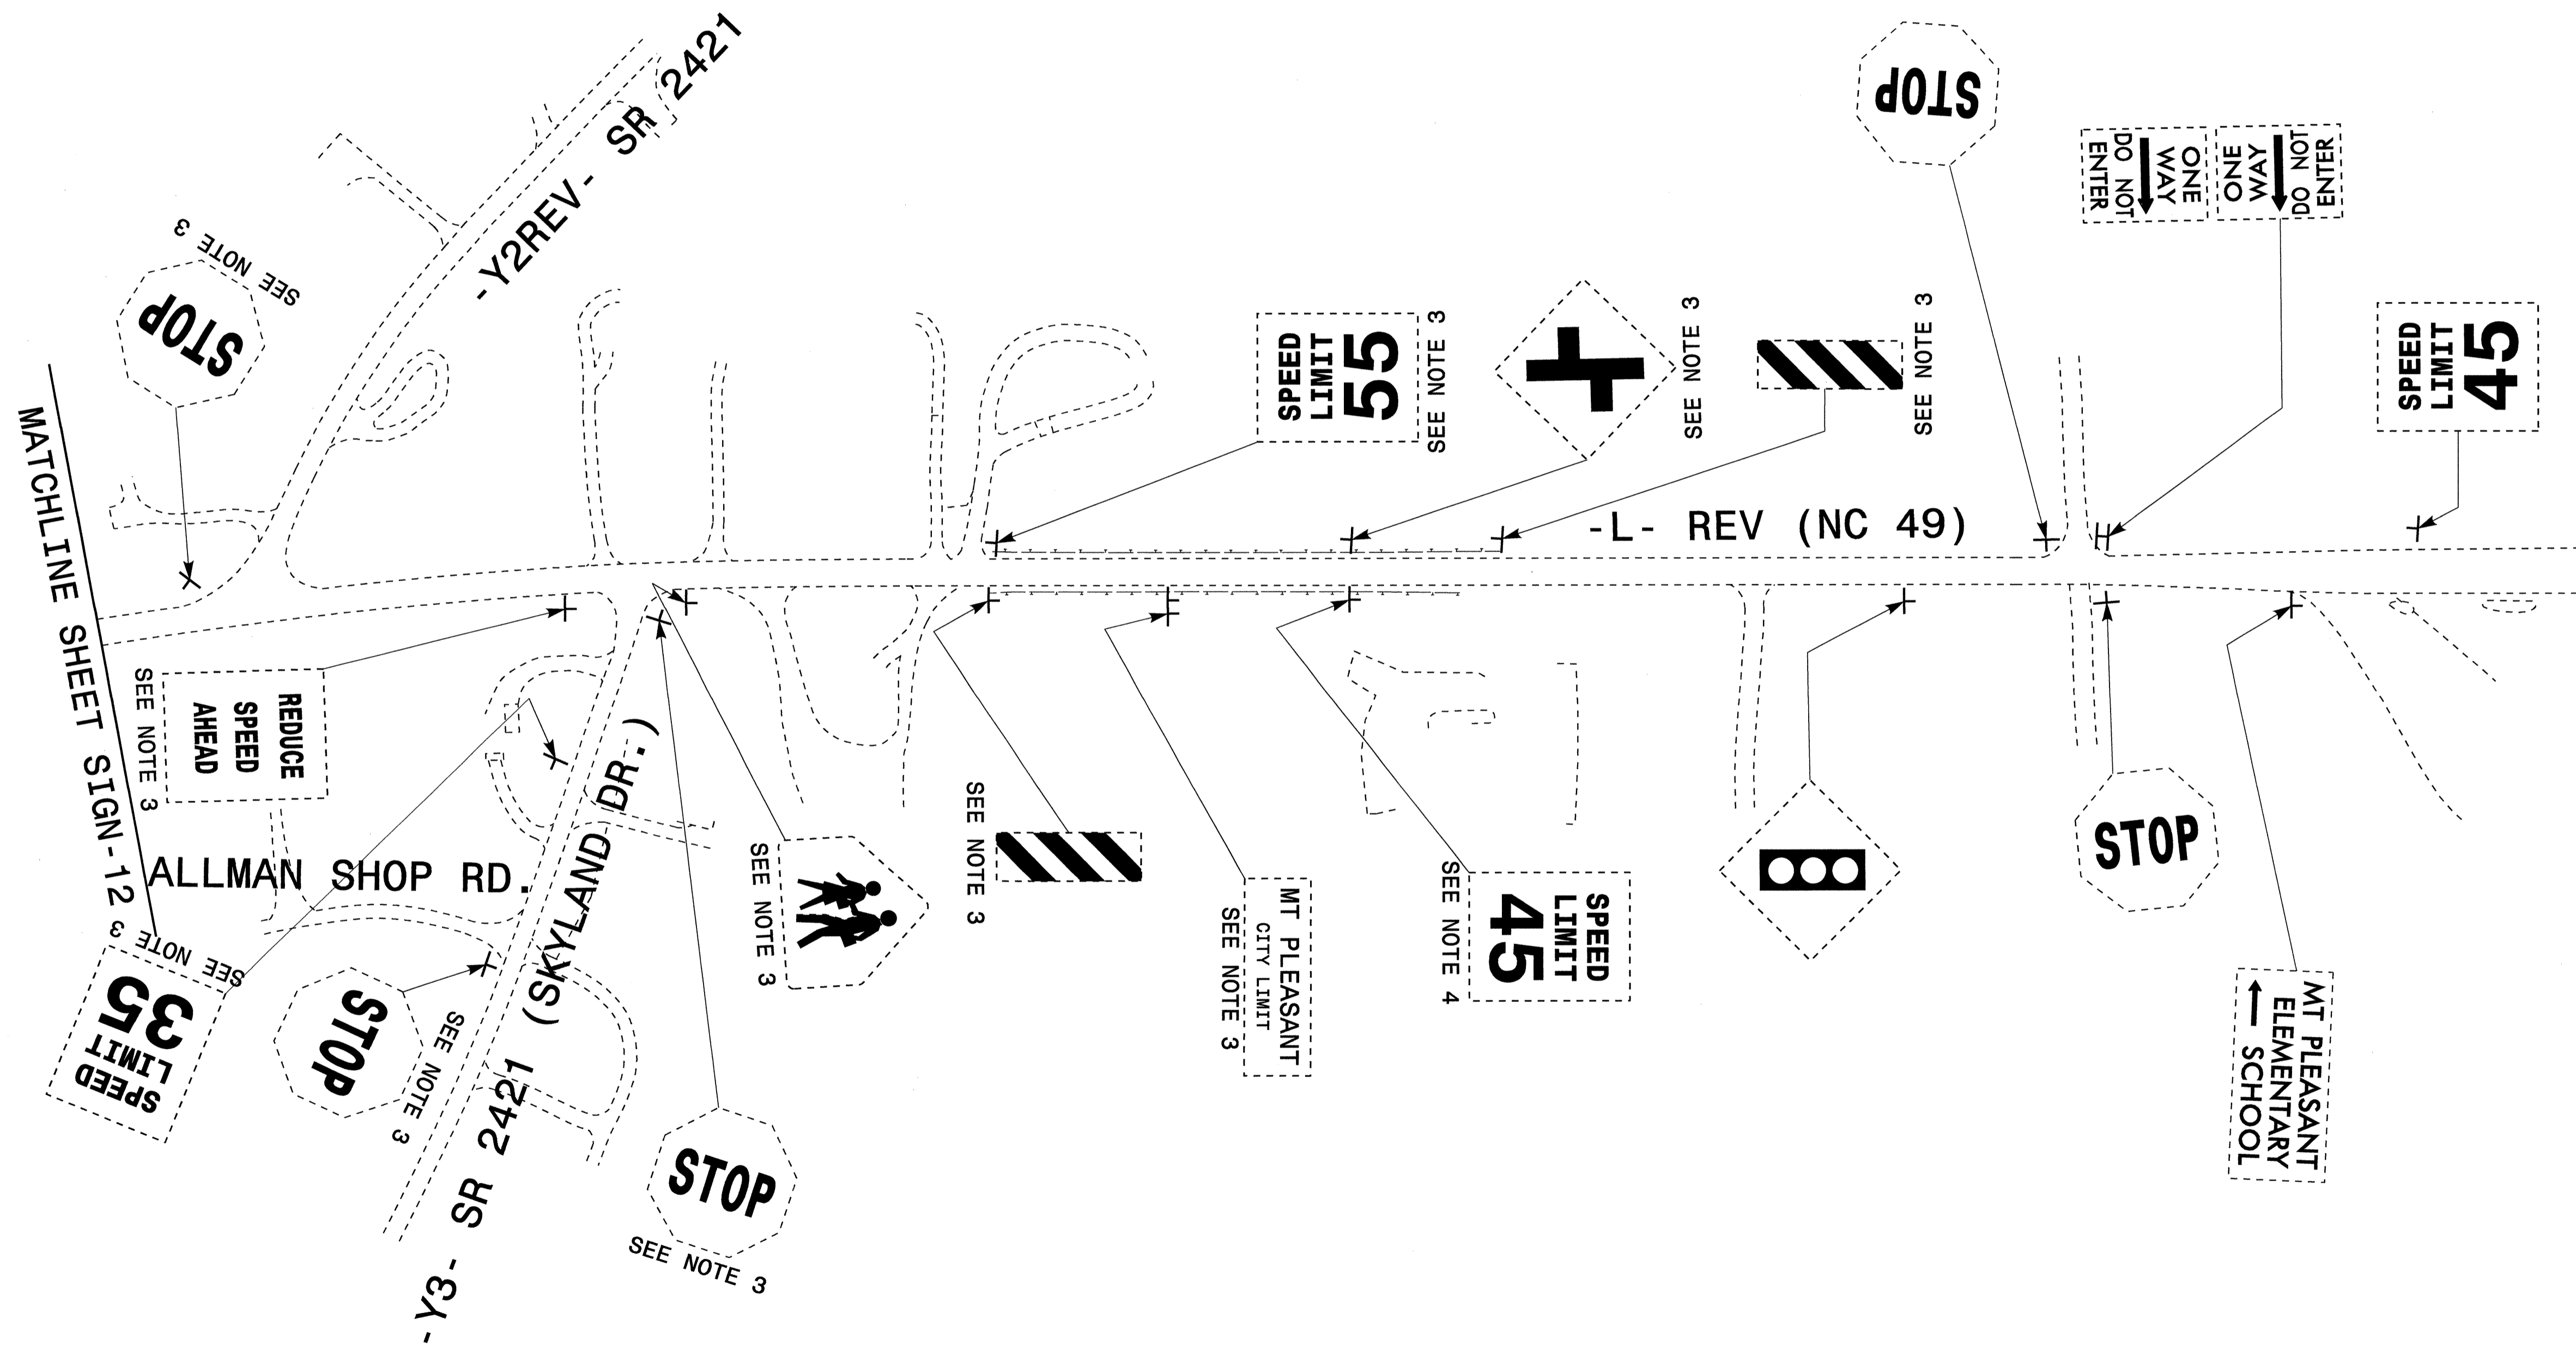 -Y2REV- SR 2421
SEE NOTE 3
STOP
MATCHLINE SHEET SIGN-12
STOP
DO NOT
ENTER
ONE
WAY
ONE
WAY
DO NOT
ENTER
SPEED
LIMIT
55
SEE NOTE 3
SEE NOTE 3
SEE NOTE 3
SPEED
LIMIT
45
-L- REV (NC 49)
REDUCE
SPEED
AHEAD
SEE NOTE 3
ALLMAN SHOP RD.
SEE NOTE 3
SPEED
LIMIT
35
STOP
SEE NOTE 3
-Y3- SR 2421 (SKYLAND DR.)
STOP
SEE NOTE 3
SEE NOTE 3
SEE NOTE 3
MT PLEASANT
CITY LIMIT
SEE NOTE 3
SPEED
LIMIT
45
SEE NOTE 4
STOP
MT PLEASANT
ELEMENTARY
SCHOOL